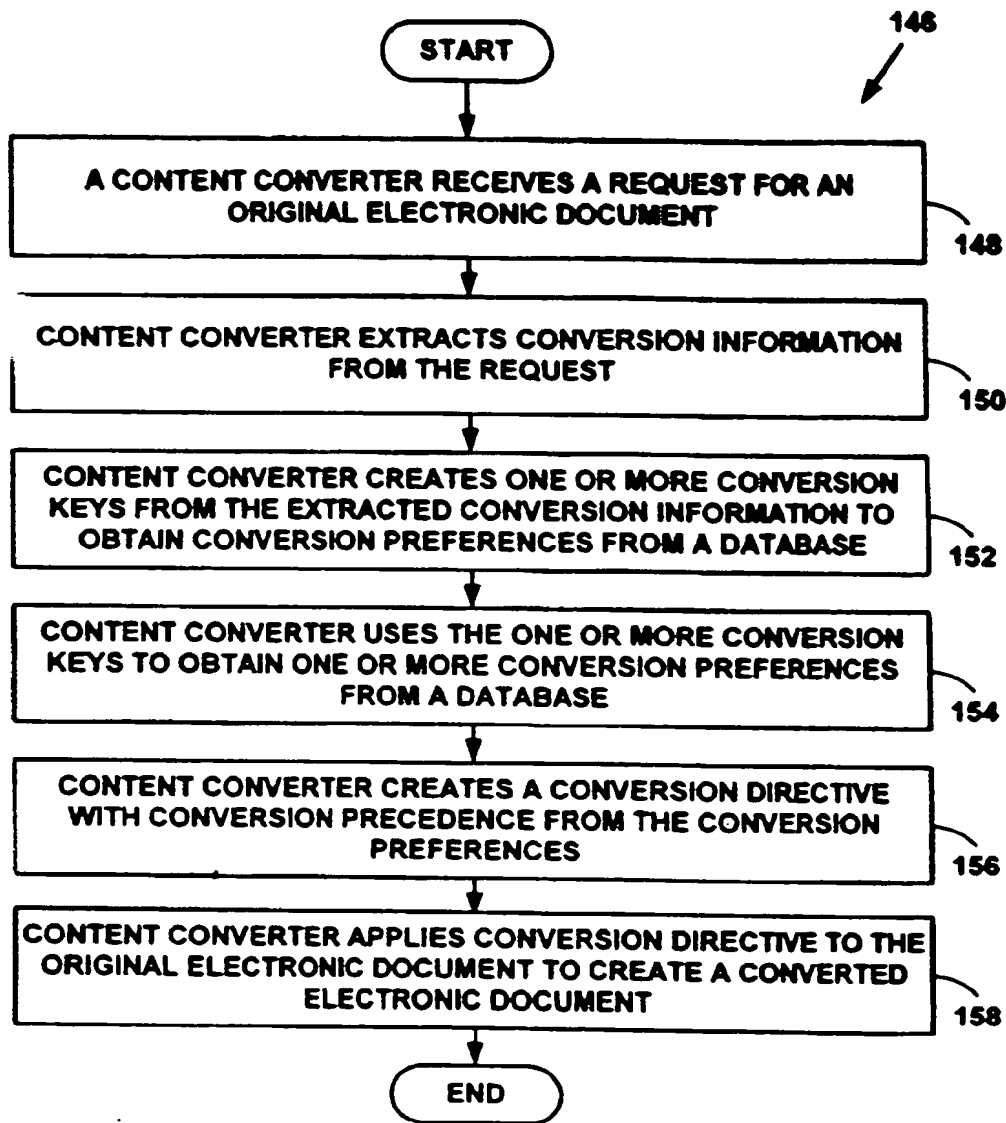 146
START
A CONTENT CONVERTER RECEIVES A REQUEST FOR AN
ORIGINAL ELECTRONIC DOCUMENT
148
CONTENT CONVERTER EXTRACTS CONVERSION INFORMATION
FROM THE REQUEST
150
CONTENT CONVERTER CREATES ONE OR MORE CONVERSION
KEYS FROM THE EXTRACTED CONVERSION INFORMATION TO
OBTAIN CONVERSION PREFERENCES FROM A DATABASE
152
CONTENT CONVERTER USES THE ONE OR MORE CONVERSION
KEYS TO OBTAIN ONE OR MORE CONVERSION PREFERENCES
FROM A DATABASE
154
CONTENT CONVERTER CREATES A CONVERSION DIRECTIVE
WITH CONVERSION PRECEDENCE FROM THE CONVERSION
PREFERENCES
156
CONTENT CONVERTER APPLIES CONVERSION DIRECTIVE TO THE
ORIGINAL ELECTRONIC DOCUMENT TO CREATE A CONVERTED
ELECTRONIC DOCUMENT
158
END